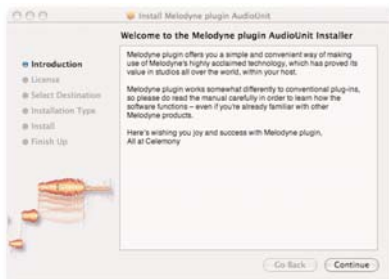 Install Melodyne plugin AudioUnit
Welcome to the Melodyne plugin AudioUnit Installer
Introduction
License
Select Destination
Installation Type
Install
Finish Up
Melodyne plugin offers you a simple and convenient way of making
use of Melodyne's highly acclaimed technology, which has proved its
value in studios all over the world, within your host.
Melodyne plugin works somewhat differently to conventional plug-ins,
so please do read the manual carefully in order to learn how the
software functions – even if you're already familiar with other
Melodyne products.
Here's wishing you joy and success with Melodyne plugin,
All at Celemony
Go Back
Continue